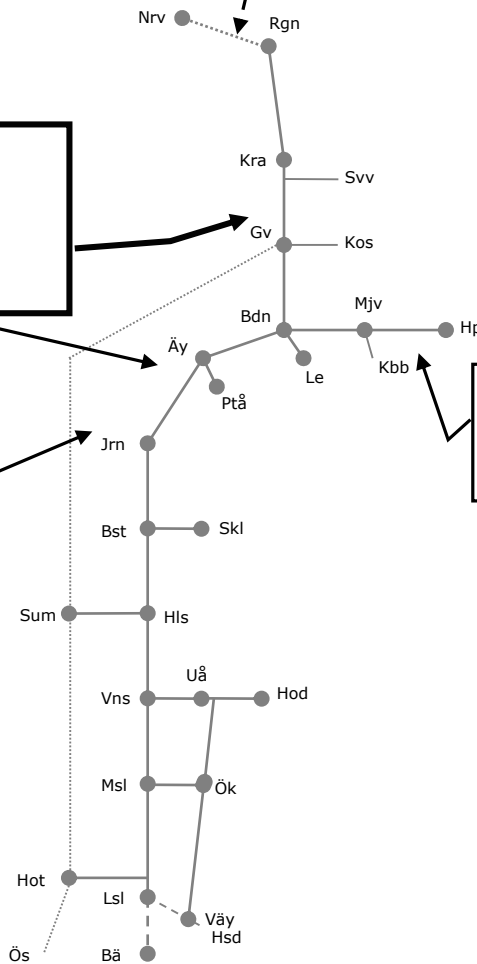 Nrv
Rgn
Kra
Svv
Gv
Kos
Bdn
Mjv
Hp
Äy
Kbb
Le
Ptå
Jrn
Bst
Skl
Sum
Hls
Uå
Vns
Hod
Msl
Ök
Hot
Lsl
Väy
Hsd
Ös
Bä